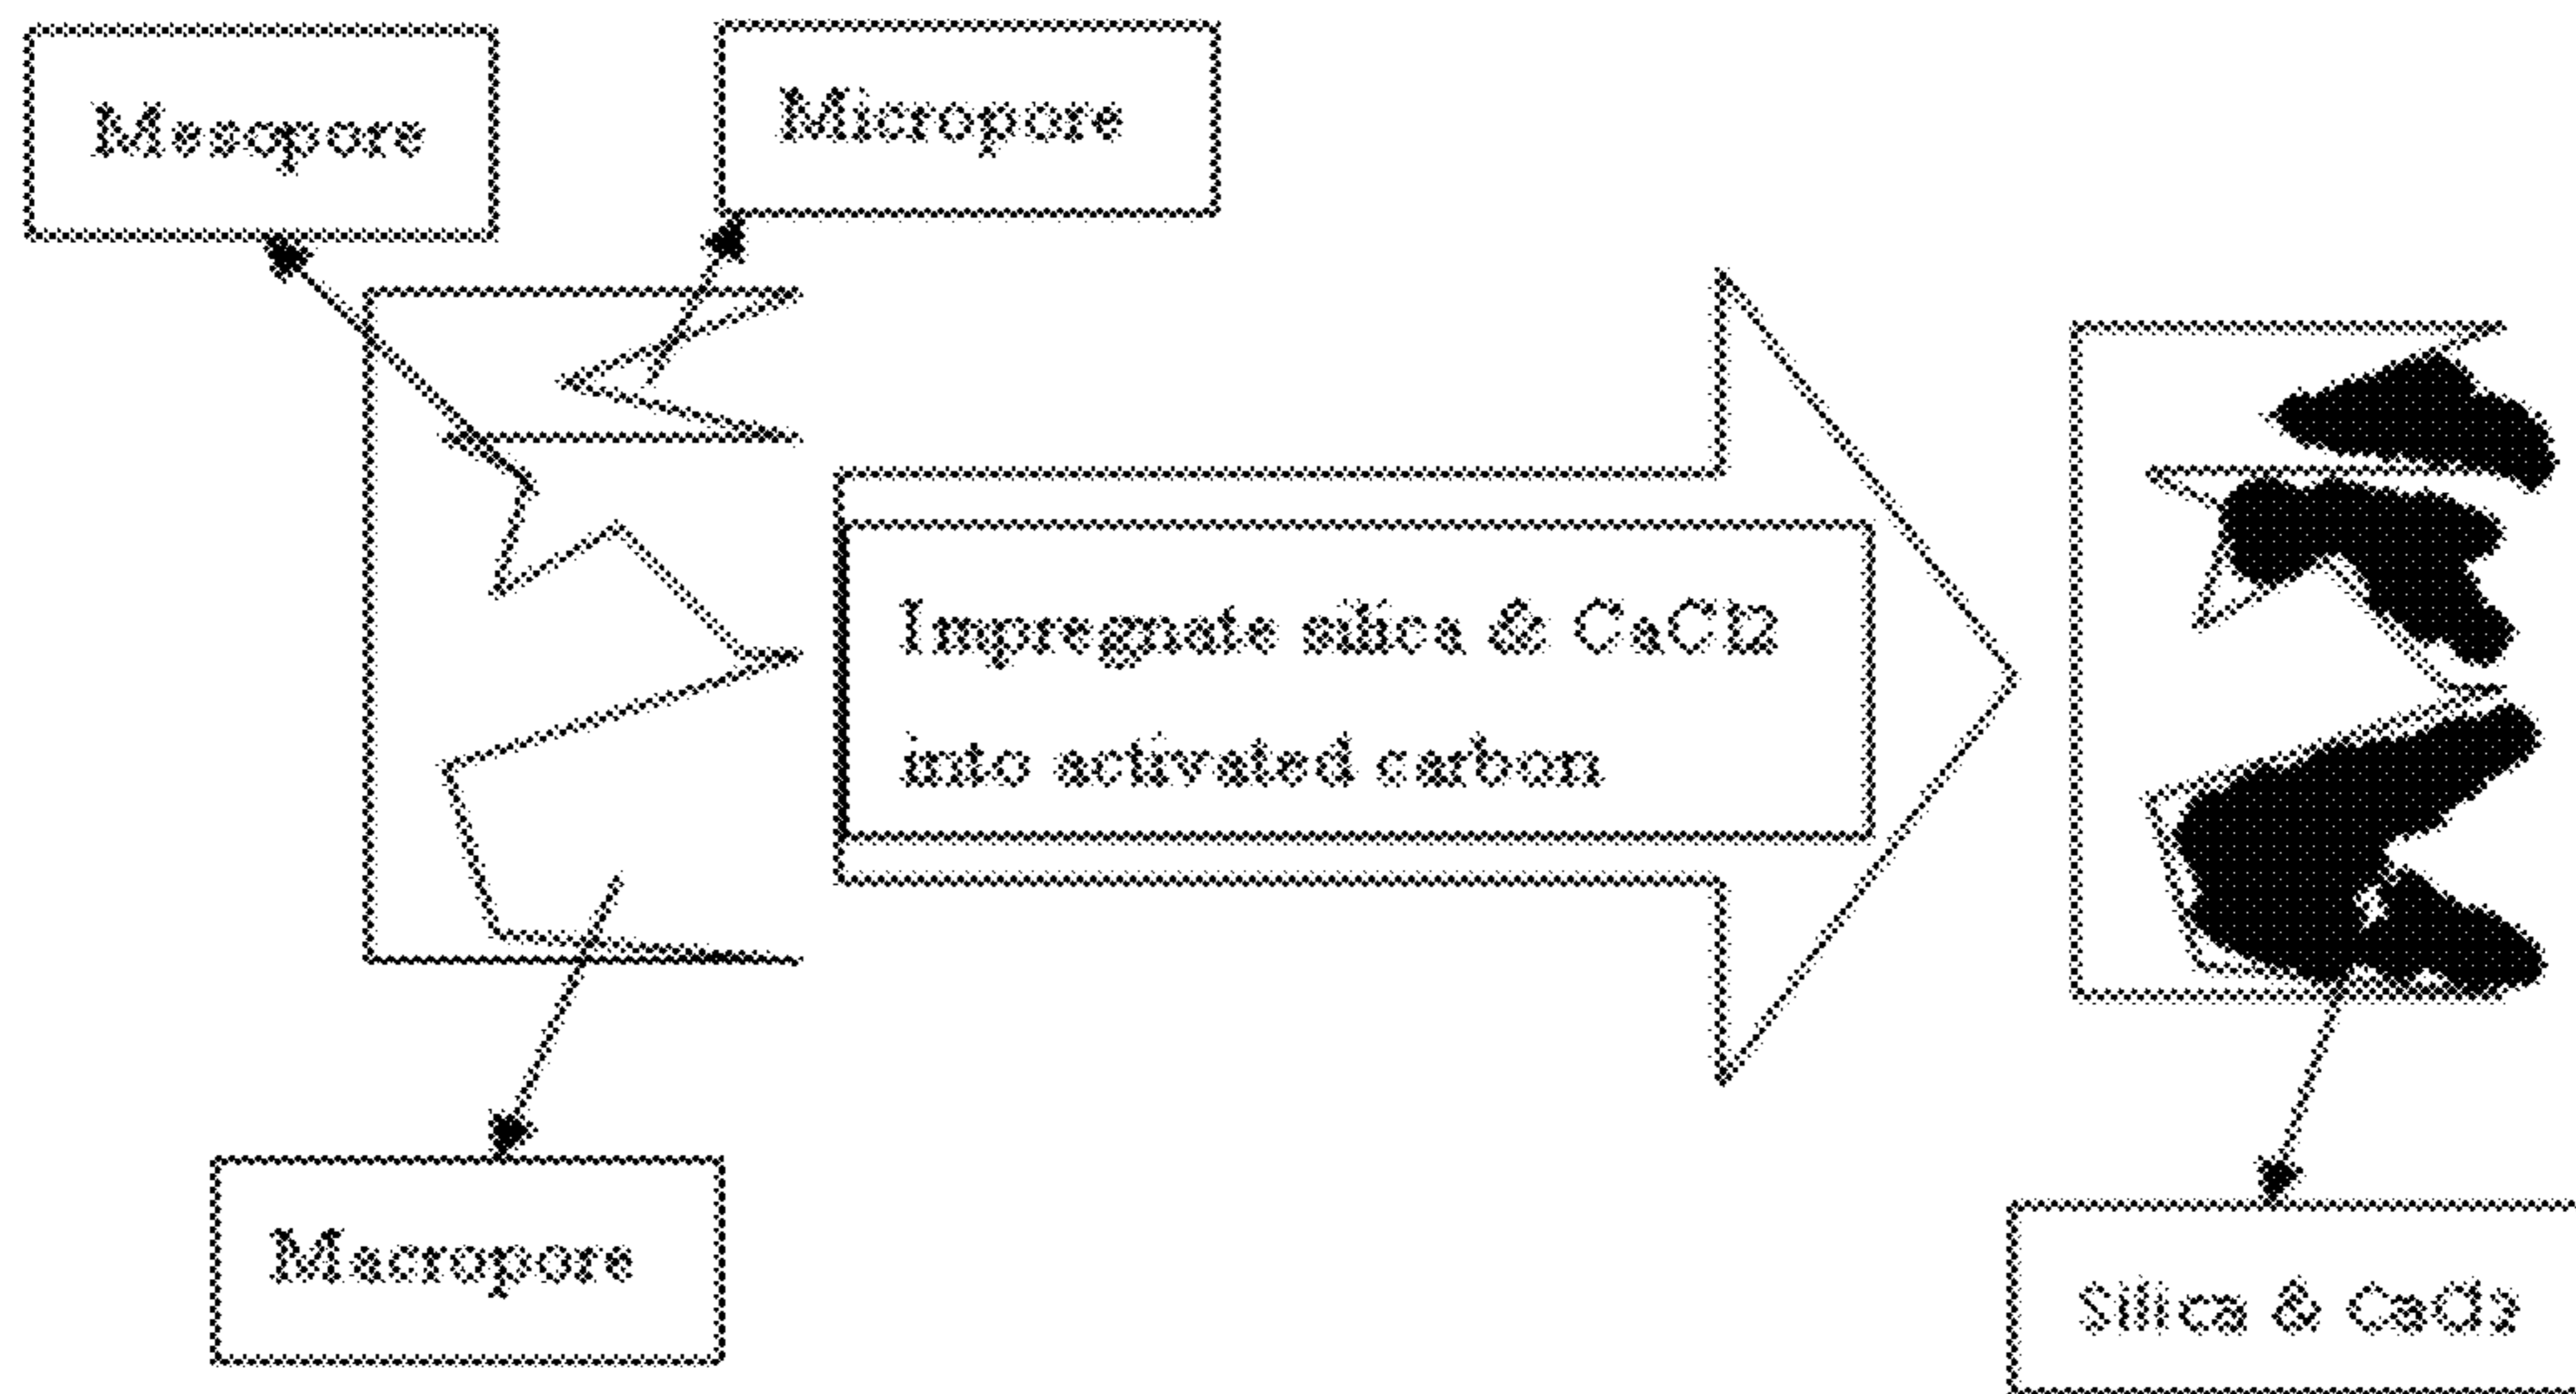 Mesopore
Micropore
Impregnate silica & CaCl2
into activated carbon
Macropore
Silica & CaCl2